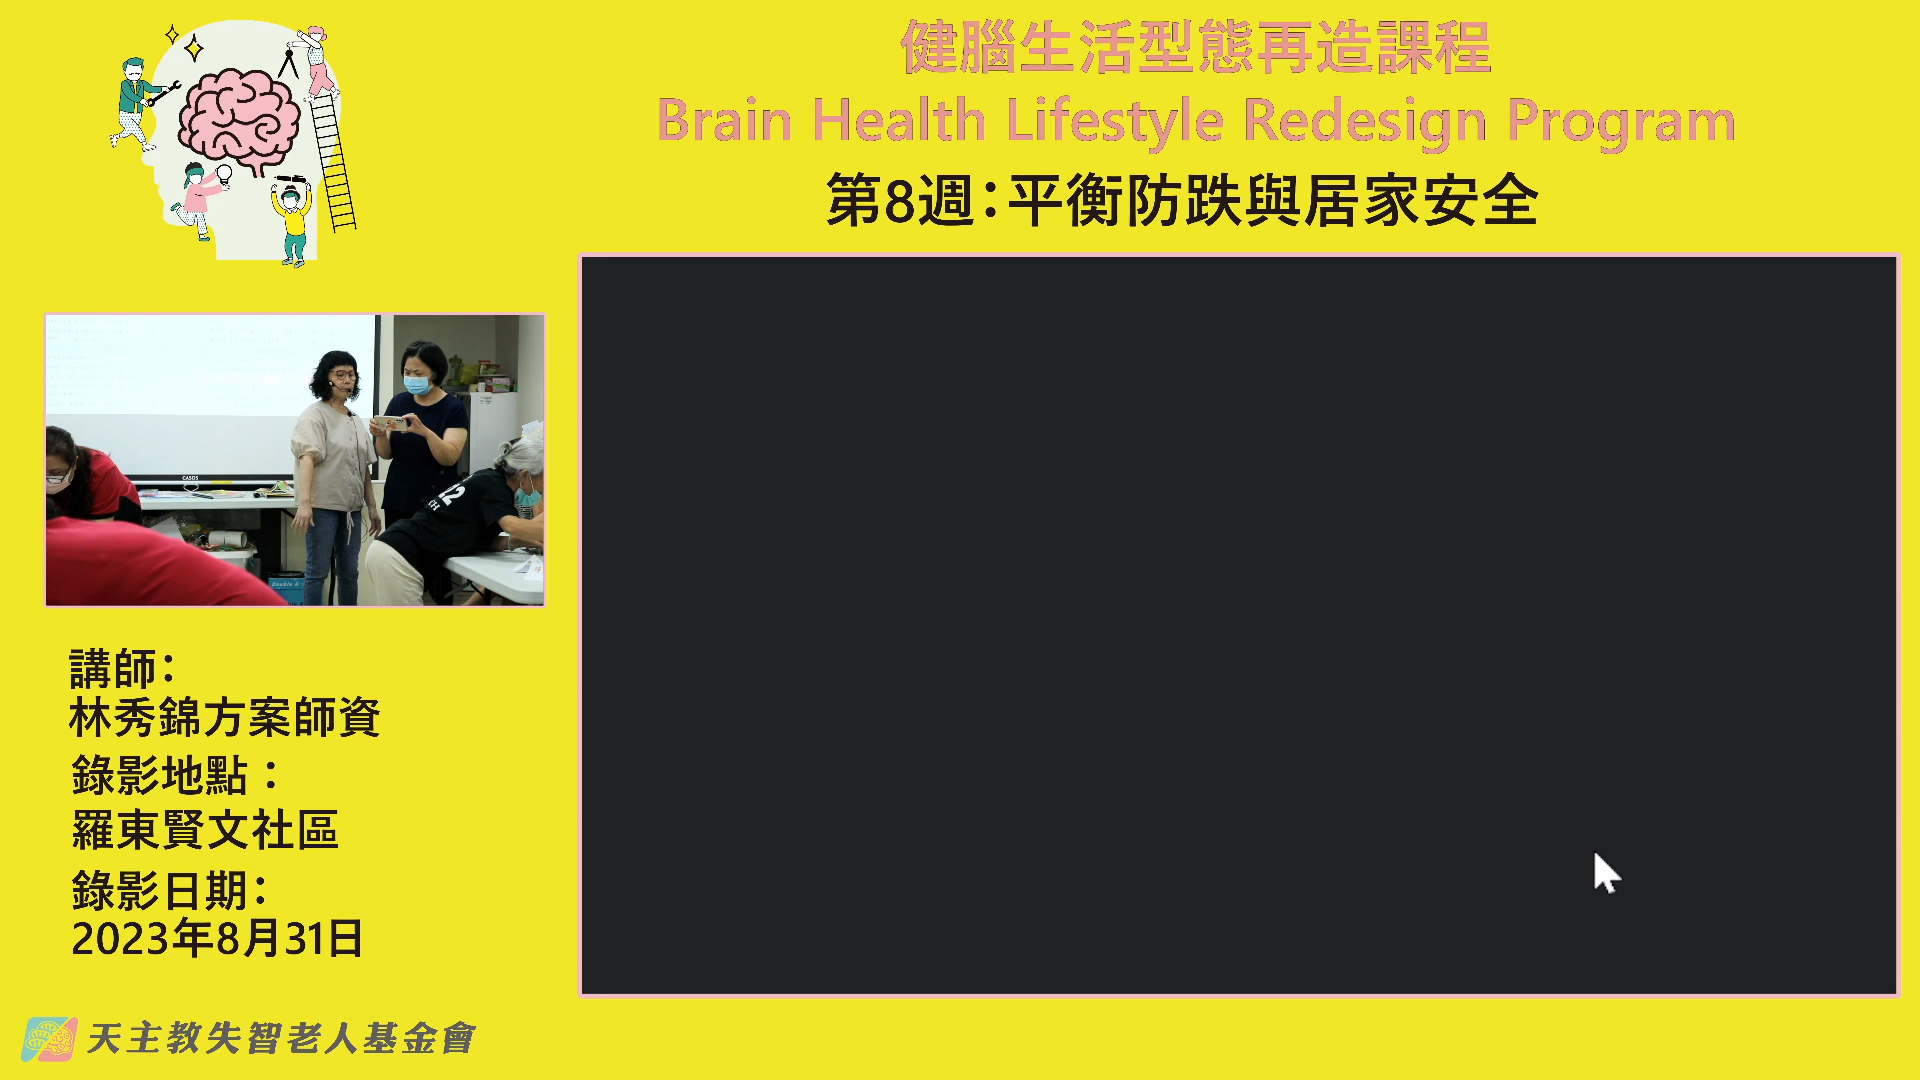 健腦生活型態再造課程
Brain Health Lifestyle Redesign Program
第8週:平衡防跌與居家安全
CASOS
12
Double A
講師:
林秀錦方案師資
錄影地點：
羅東賢文社區
錄影日期:
2023年8月31日
天主教失智老人基金會